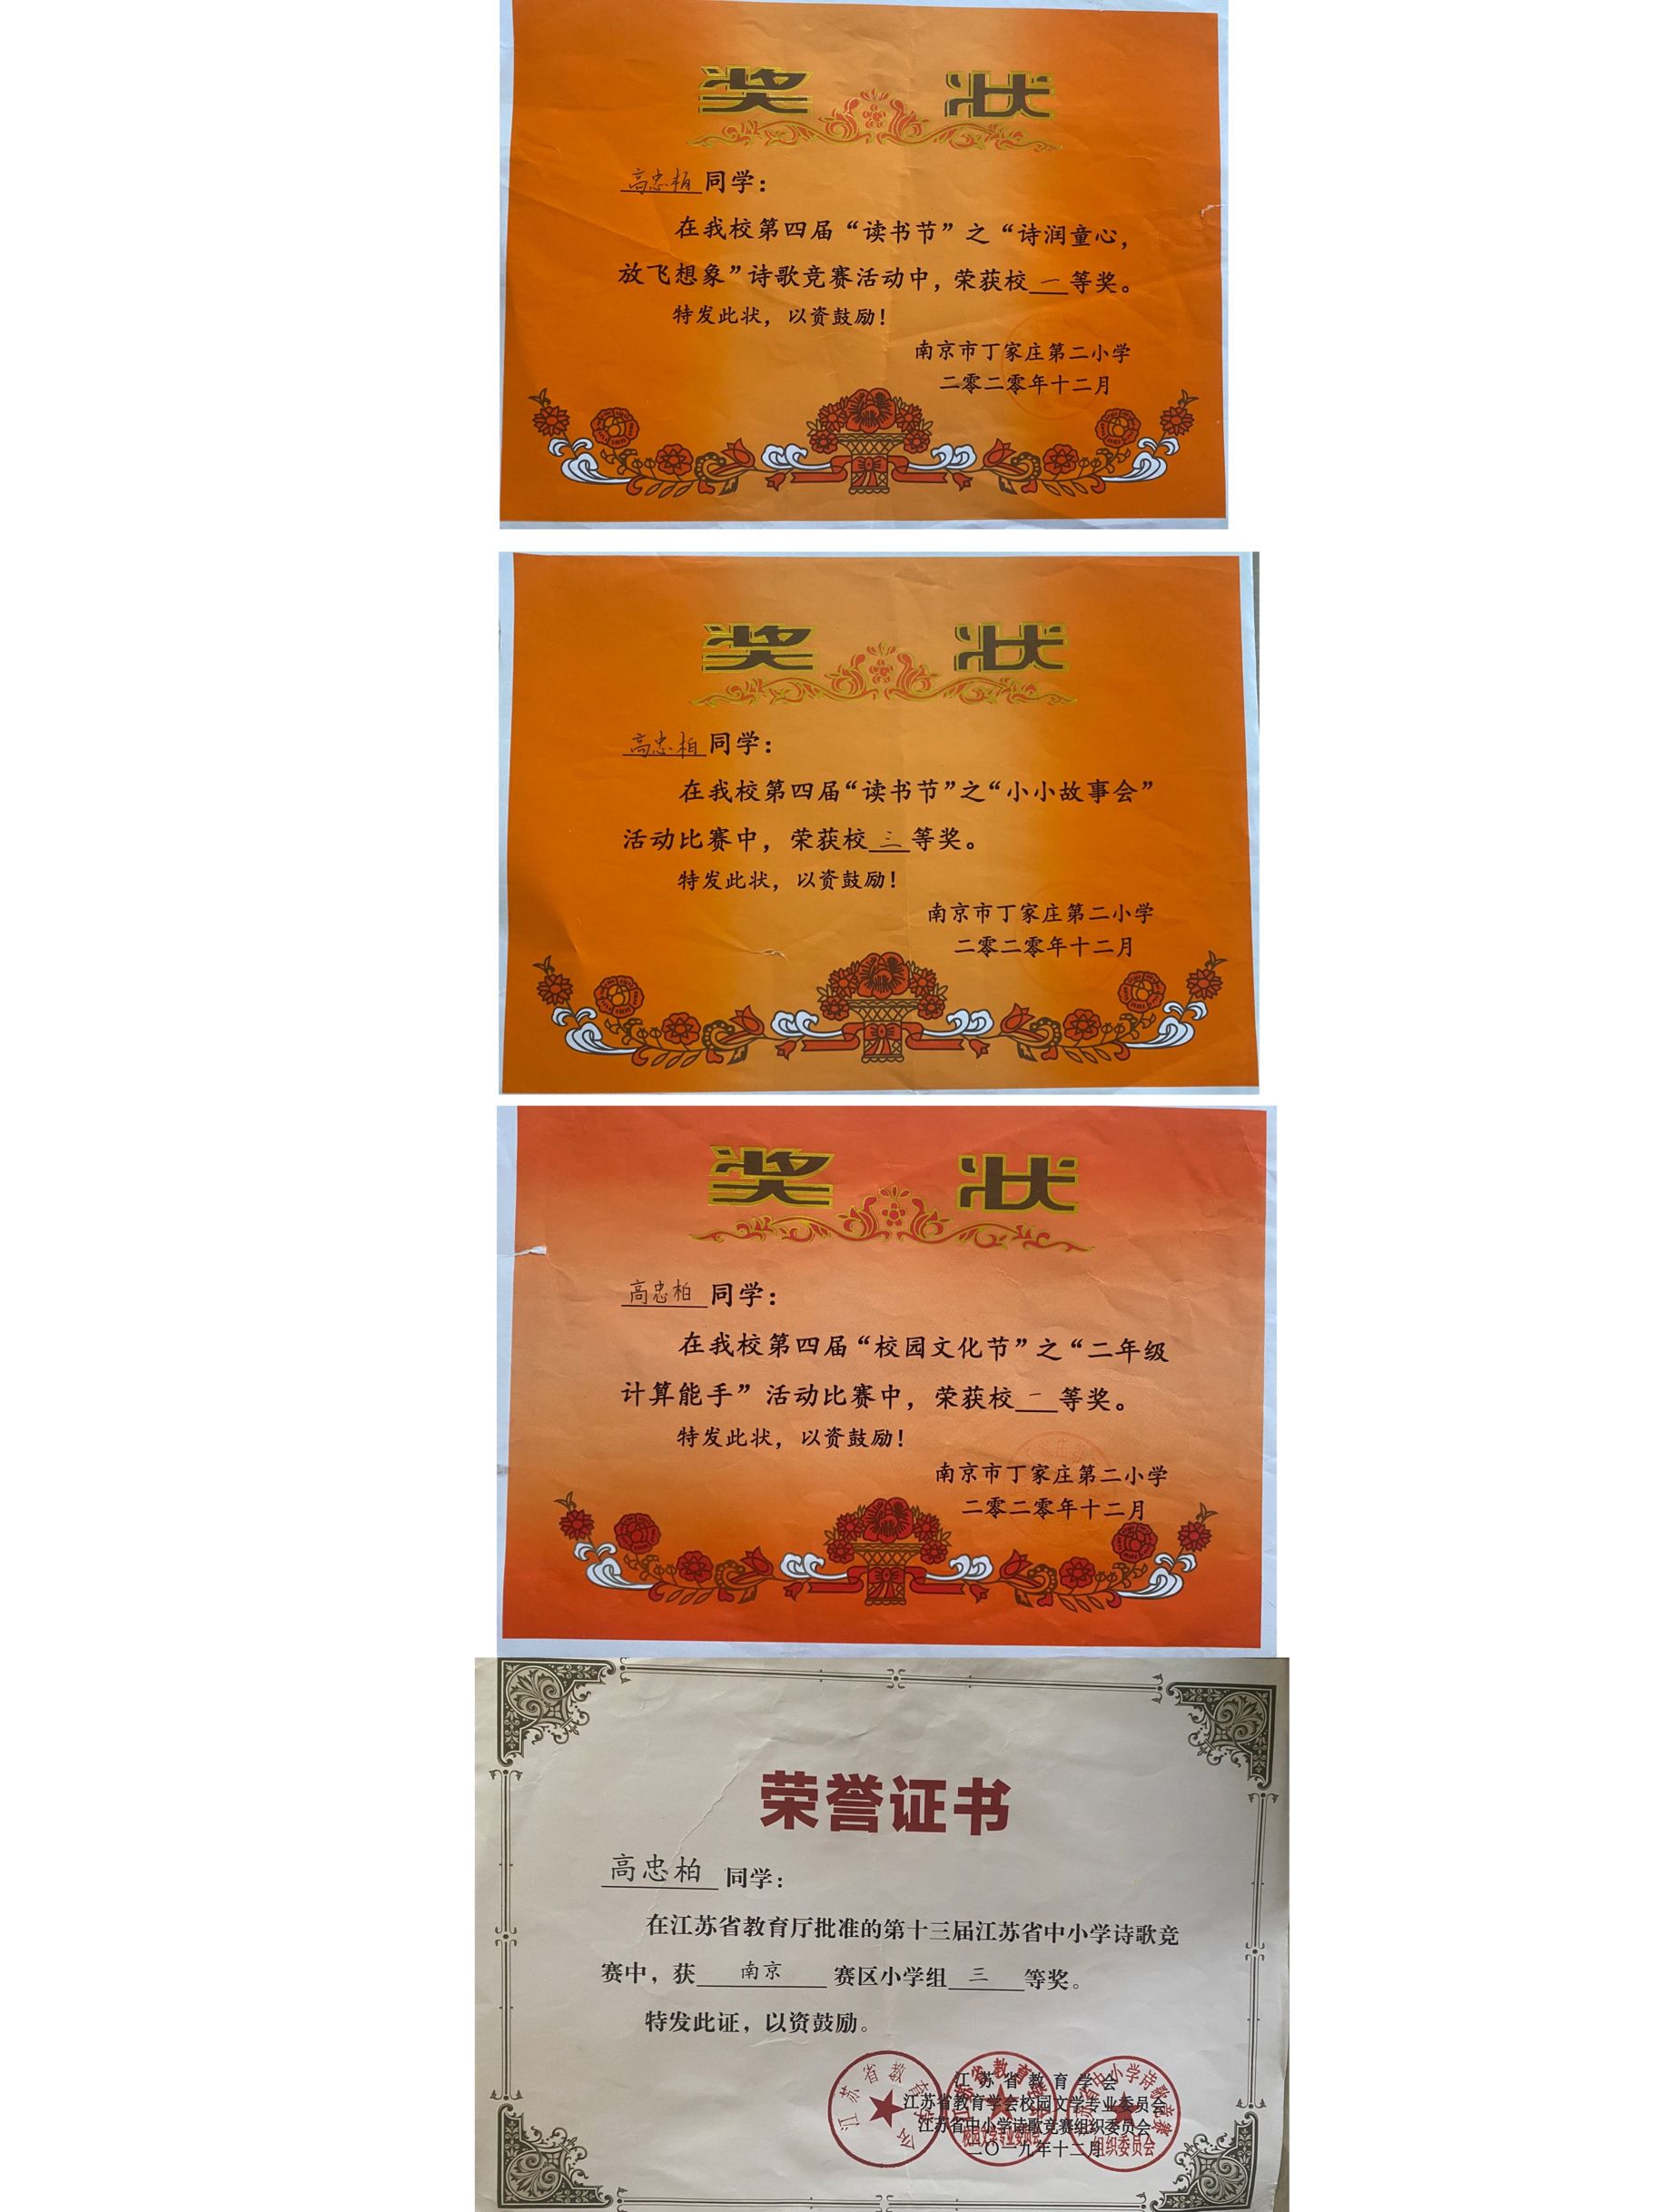 奖 状
高忠柏同学：
在我校第四届“读书节”之“诗润童心，
放飞想象”诗歌竞赛活动中，荣获校一等奖。
特发此状，以资鼓励！
南京市丁家庄第二小学
二零二零年十二月
奖 状
高忠柏同学：
在我校第四届“读书节”之“小小故事会”
活动比赛中，荣获校三等奖。
特发此状，以资鼓励！
南京市丁家庄第二小学
二零二零年十二月
奖 状
高忠柏同学：
在我校第四届“校园文化节”之“二年级
计算能手”活动比赛中，荣获校一等奖。
特发此状，以资鼓励！
南京市丁家庄第二小学
二零二零年十二月
荣誉证书
高忠柏 同学：
在江苏省教育厅批准的第十三届江苏省中小学诗歌竞
赛中，获 南京 赛区小学组 三 等奖。
特发此证，以资鼓励。
江苏省教育学会
江苏省教育学会校园文学专业委员会
江苏省中小学诗歌竞赛组织委员会
二〇一九年十二月
组织委员会